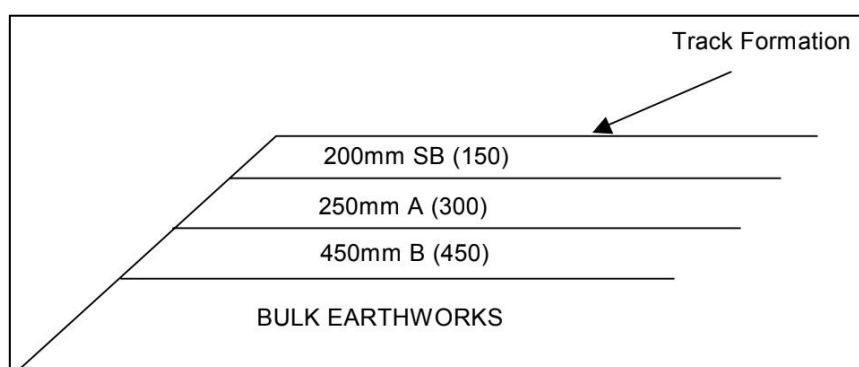 Track Formation
200mm SB (150)
250mm A (300)
450mm B (450)
BULK EARTHWORKS